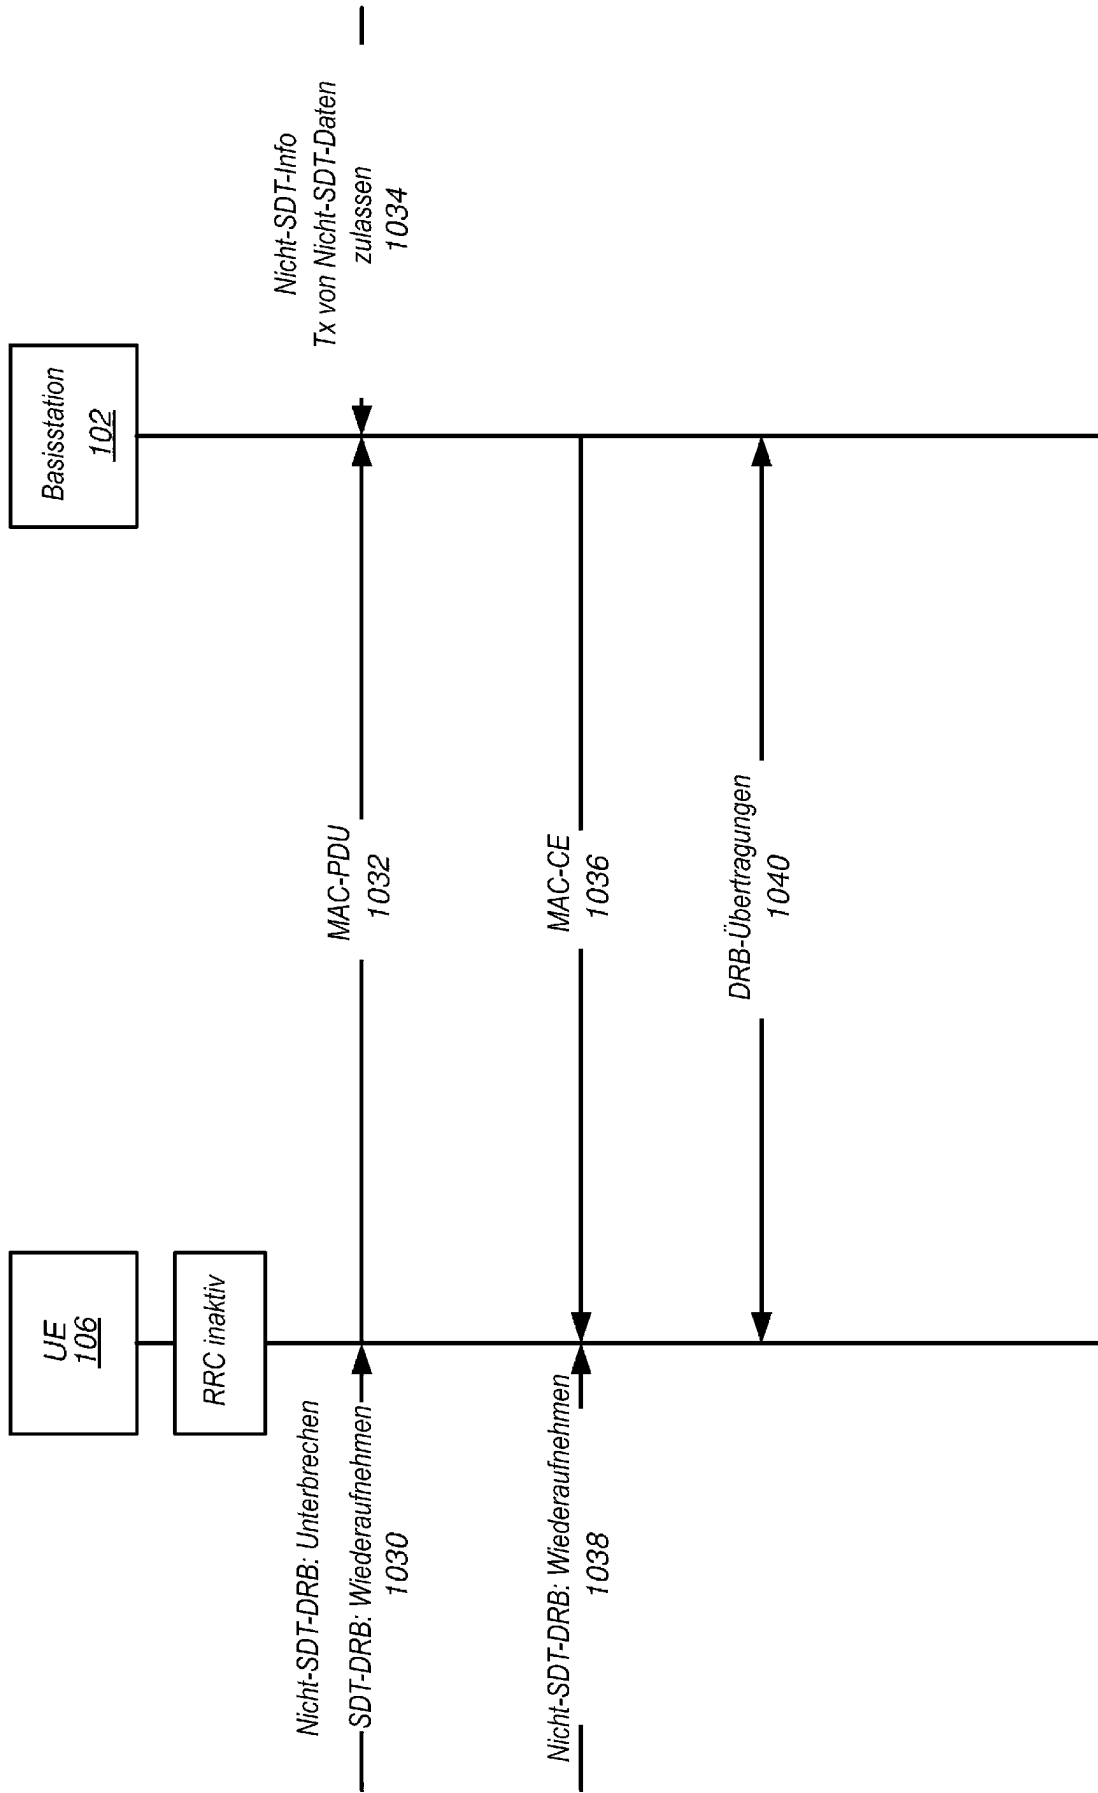 UE
106
Basisstation
102
RRC inaktiv
Nicht-SDT-DRB: Unterbrechen
SDT-DRB: Wiederaufnehmen
1030
MAC-PDU
1032
Nicht-SDT-Info
Tx von Nicht-SDT-Daten
zulassen
1034
Nicht-SDT-DRB: Wiederaufnehmen
1038
MAC-CE
1036
DRB-Übertragungen
1040